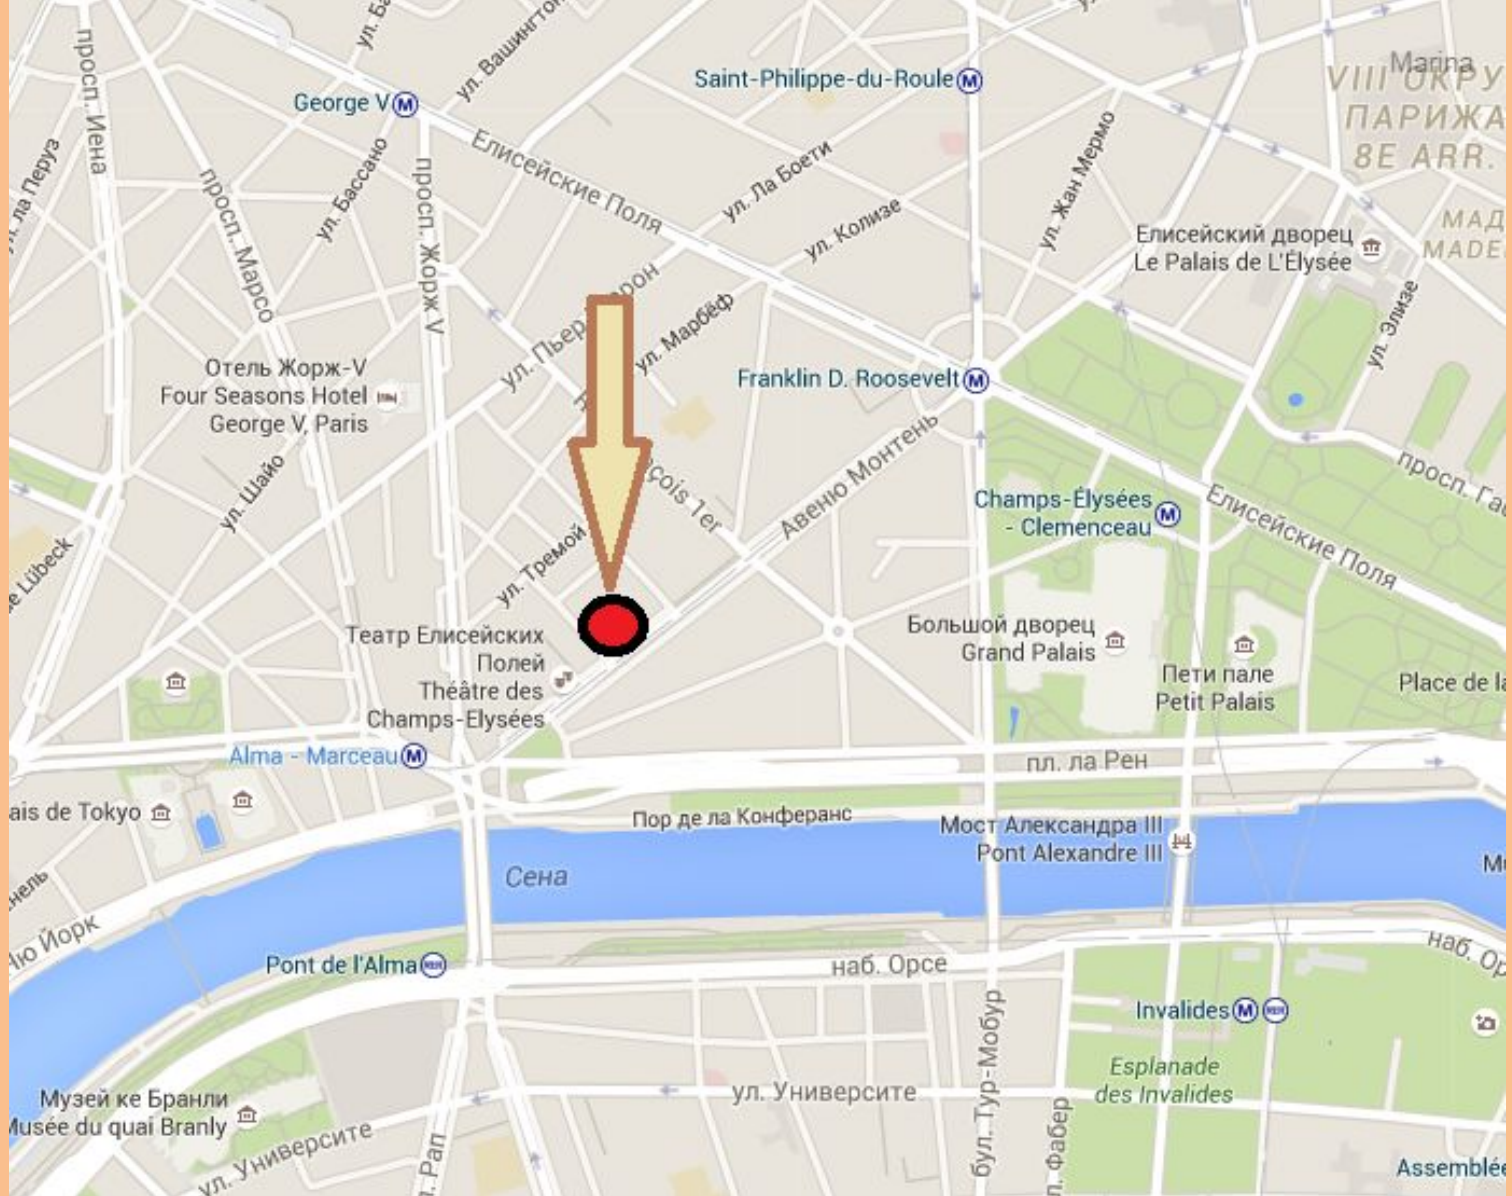 ул. Ба
ул. Вашингтон
просп. Иена
George V
Saint-Philippe-du-Roule
Marina
VIII ОКРУ
ПАРИЖА
8E ARR.
ул. ла Перуз
просп. Марсо
ул. Бассано
просп. Жорж V
Елисейские Поля
ул. Ла Боети
ул. Колизе
ул. Жан Мермо
МАД
MADE
Елисейский дворец
Le Palais de L'Élysée
ул. Элизе
ул. Марбёф
Отель Жорж-V
Four Seasons Hotel
George V, Paris
Franklin D. Roosevelt
ул. Шайо
çois 1er
Авеню Монтень
просп. Га
Champs-Élysées
- Clemenceau
Елисейские Поля
e Lübeck
ул. Тремой
Театр Елисейских
Полей
Théâtre des
Champs-Elysées
Большой дворец
Grand Palais
Пети пале
Petit Palais
Place de la
Alma - Marceau
пл. ла Рен
ais de Tokyo
Пор де ла Конферанс
Мост Александра III
Pont Alexandre III
Сена
нель
ю Йорк
Pont de l'Alma
наб. Орсе
наб. Ор
Invalides
Esplanade
des Invalides
бул. Тур-Мобур
Музей ке Бранли
Musée du quai Branly
ул. Университе
ул. Университе
. Рап
. Фабер
Assemblée